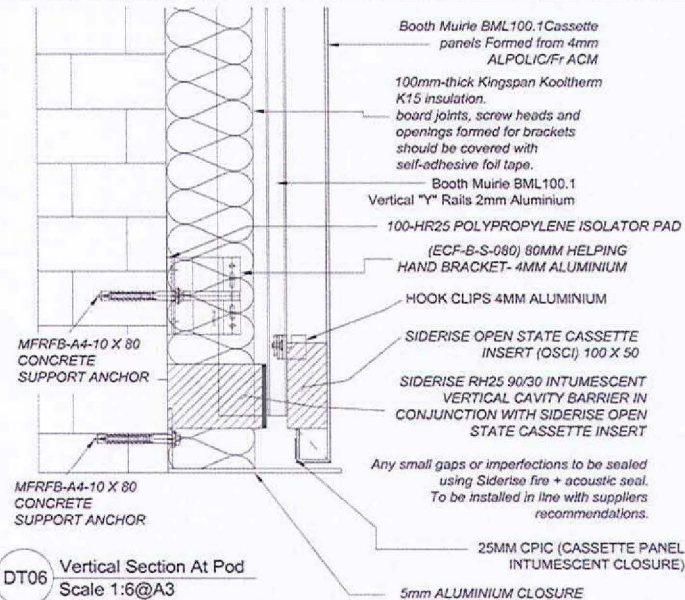 Booth Muirie BML100.1Cassette
panels Formed from 4mm
ALPOLIC/Fr ACM
100mm-thick Kingspan Kooltherm
K15 insulation.
board joints, screw heads and
openings formed for brackets
should be covered with
self-adhesive foil tape.
Booth Muirie BML100.1
Vertical "Y" Rails 2mm Aluminium
100-HR25 POLYPROPYLENE ISOLATOR PAD
(ECF-B-S-080) 80MM HELPING
HAND BRACKET- 4MM ALUMINIUM
HOOK CLIPS 4MM ALUMINIUM
MFRFB-A4-10 X 80
CONCRETE
SUPPORT ANCHOR
SIDERISE OPEN STATE CASSETTE
INSERT (OSCI) 100 X 50
SIDERISE RH25 90/30 INTUMESCENT
VERTICAL CAVITY BARRIER IN
CONJUNCTION WITH SIDERISE OPEN
STATE CASSETTE INSERT
Any small gaps or imperfections to be sealed
using Siderise fire + acoustic seal.
To be installed in line with suppliers
recommendations.
MFRFB-A4-10 X 80
CONCRETE
SUPPORT ANCHOR
25MM CPIC (CASSETTE PANEL
INTUMESCENT CLOSURE)
DT06
Vertical Section At Pod
Scale 1:6@A3
5mm ALUMINIUM CLOSURE